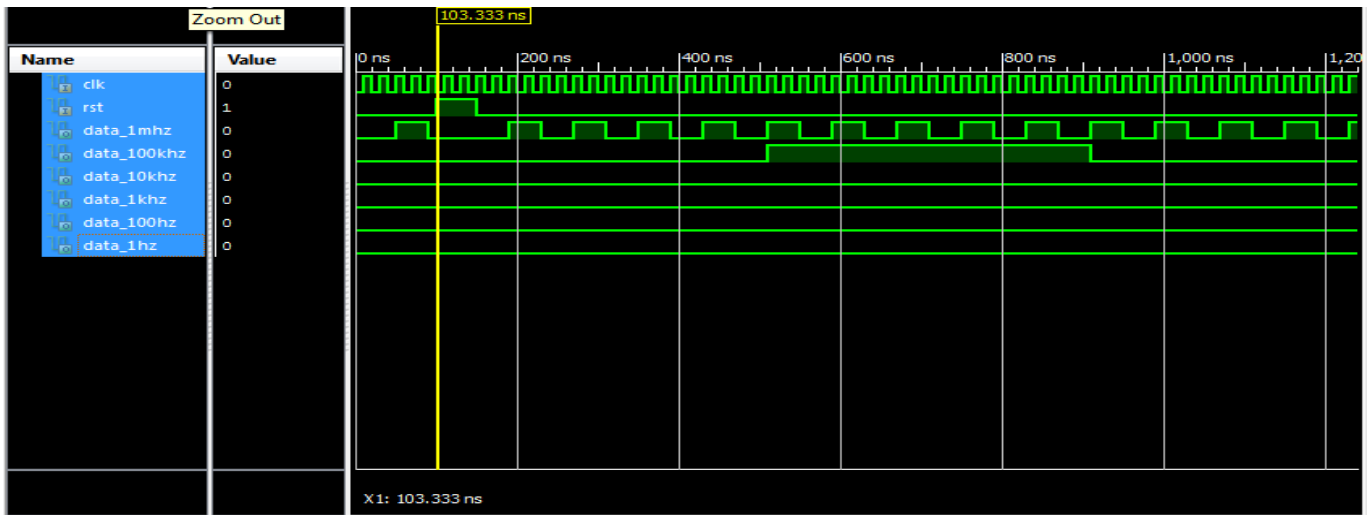 Zoom Out
103.333 ns
Name Value
0 ns 200 ns 400 ns 600 ns 800 ns 1,000 ns 1,20
clk 0
rst 1
data_1mhz 0
data_100khz 0
data_10khz 0
data_1khz 0
data_100hz 0
data_1hz 0
X1: 103.333 ns